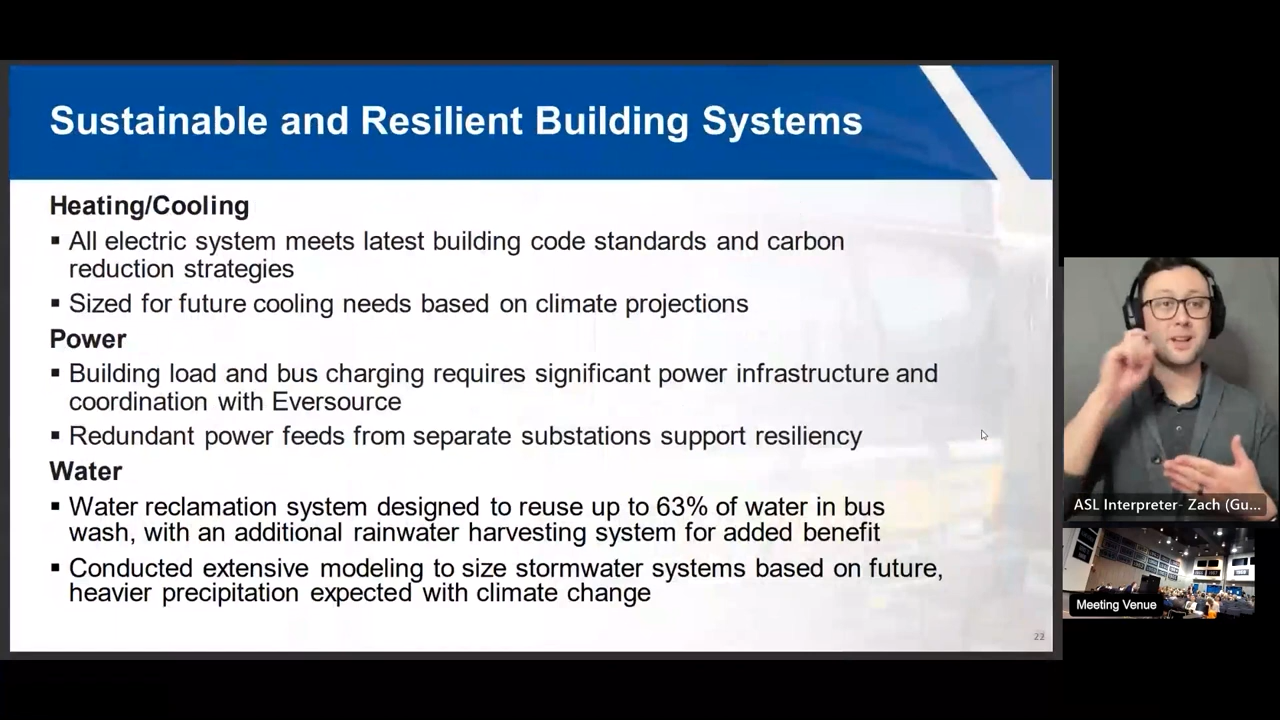 Sustainable and Resilient Building Systems
Heating/Cooling
▪ All electric system meets latest building code standards and carbon
reduction strategies
▪ Sized for future cooling needs based on climate projections
Power
▪ Building load and bus charging requires significant power infrastructure and
coordination with Eversource
▪ Redundant power feeds from separate substations support resiliency
Water
▪ Water reclamation system designed to reuse up to 63% of water in bus
wash, with an additional rainwater harvesting system for added benefit
▪ Conducted extensive modeling to size stormwater systems based on future,
heavier precipitation expected with climate change
22
ASL Interpreter- Zach (Gu...
Meeting Venue